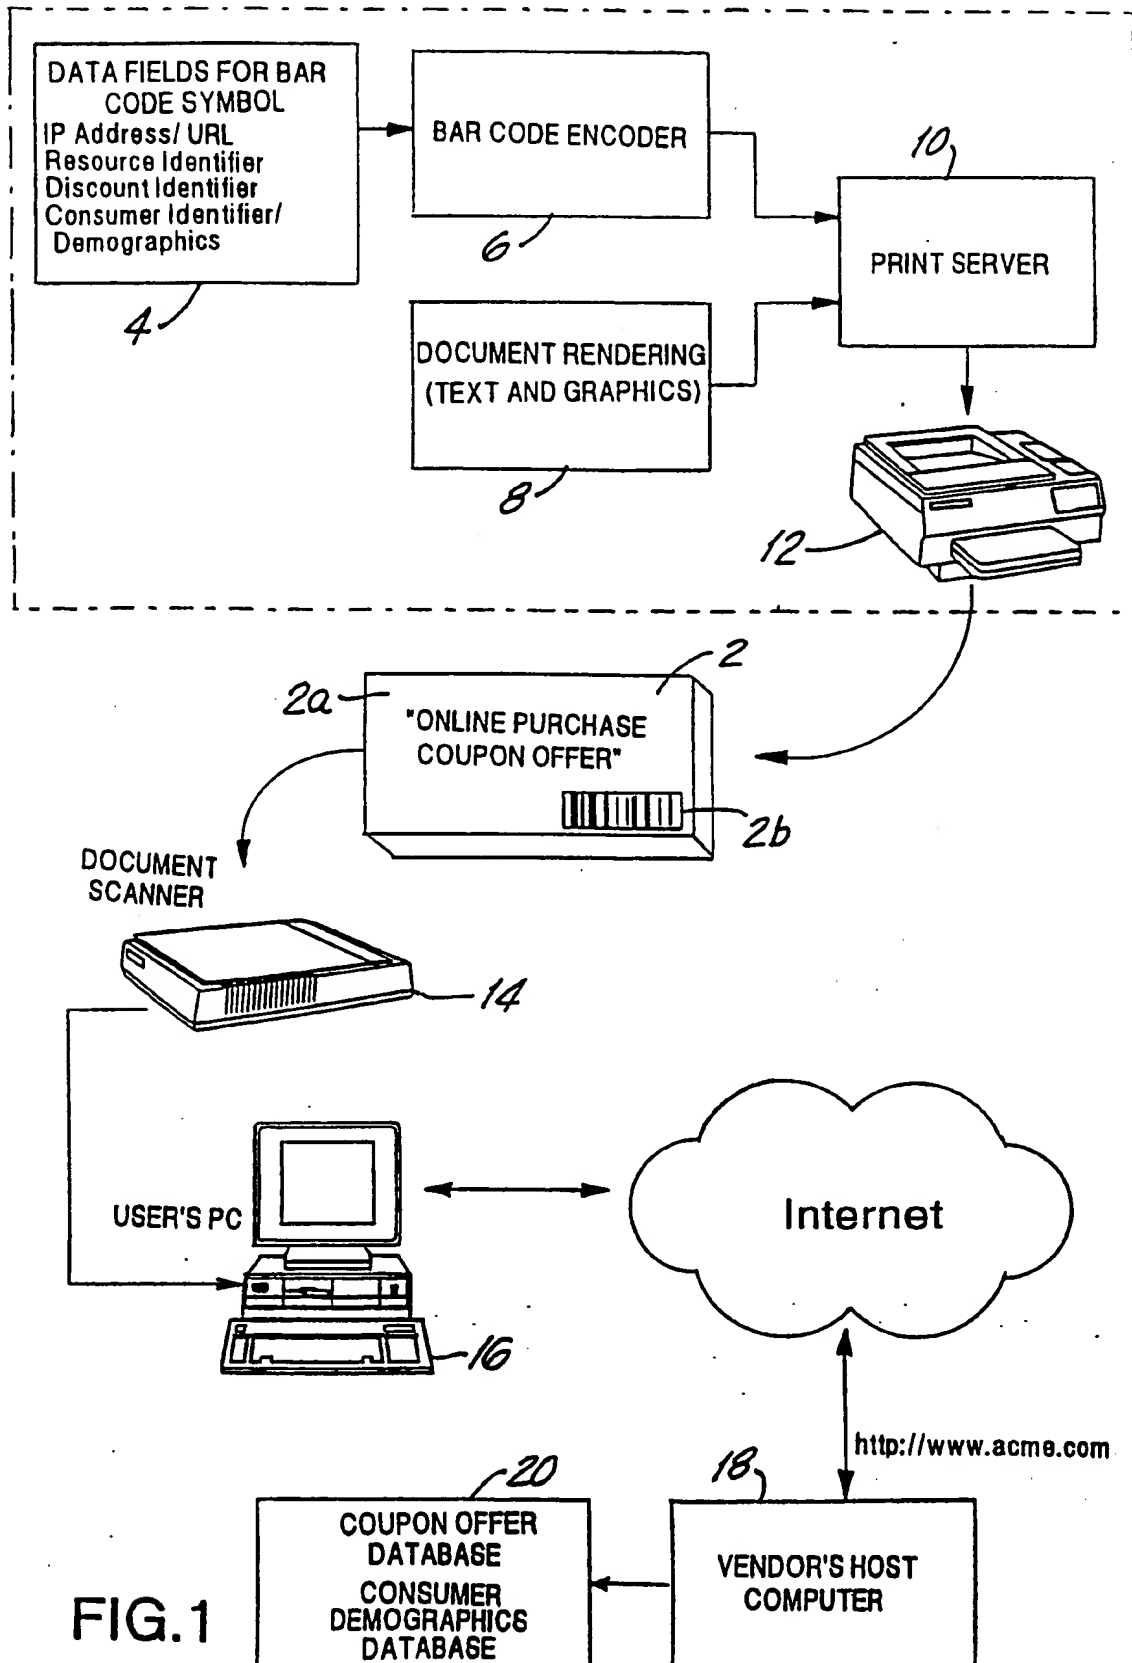 DATA FIELDS FOR BAR
CODE SYMBOL
IP Address/ URL
Resource Identifier
Discount Identifier
Consumer Identifier/
Demographics
4
BAR CODE ENCODER
6
10
PRINT SERVER
DOCUMENT RENDERING
(TEXT AND GRAPHICS)
8
12
2
2a
"ONLINE PURCHASE
COUPON OFFER"
2b
DOCUMENT
SCANNER
14
USER'S PC
16
Internet
http://www.acme.com
20
COUPON OFFER
DATABASE
CONSUMER
DEMOGRAPHICS
DATABASE
18
VENDOR'S HOST
COMPUTER
FIG.1